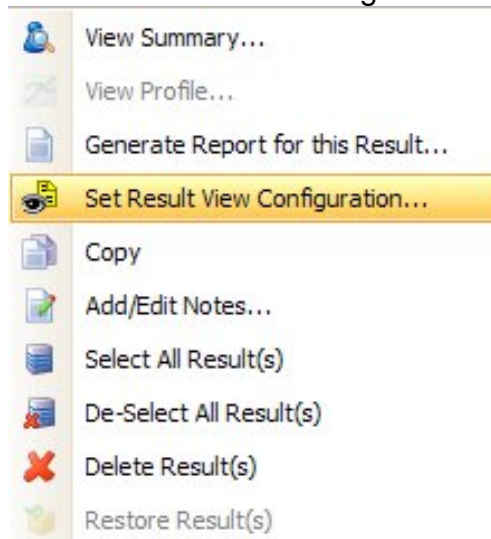 View Summary...
View Profile...
Generate Report for this Result...
Set Result View Configuration...
Copy
Add/Edit Notes...
Select All Result(s)
De-Select All Result(s)
Delete Result(s)
Restore Result(s)